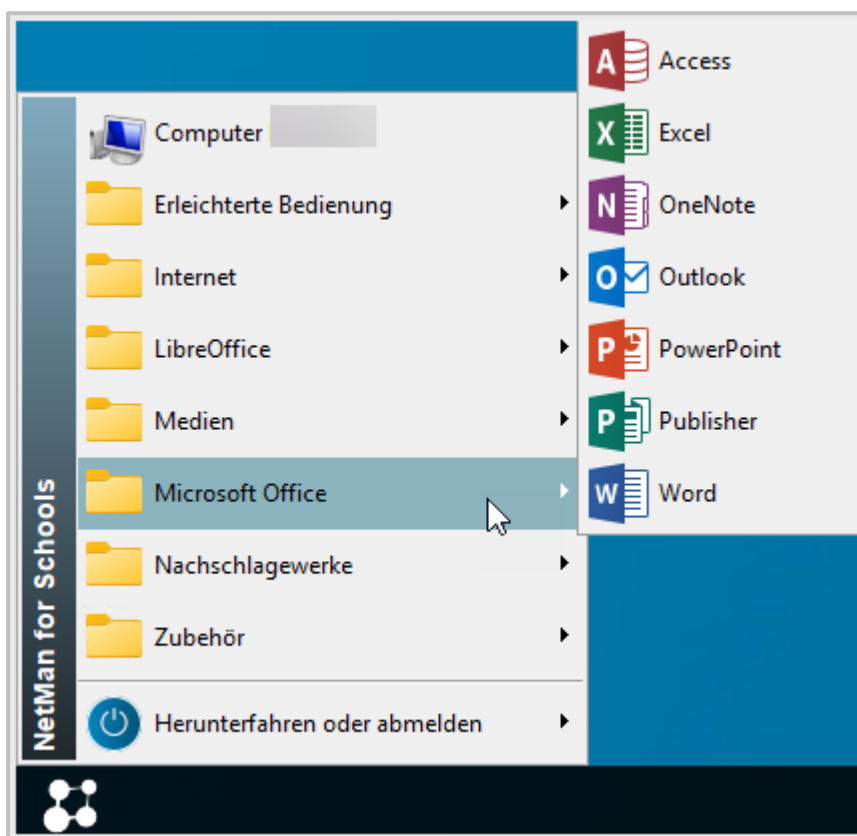 Computer
Erleichterte Bedienung
Internet
LibreOffice
Medien
Microsoft Office
Nachschlagewerke
Zubehör
Herunterfahren oder abmelden
NetMan for Schools
Access
Excel
OneNote
Outlook
PowerPoint
Publisher
Word